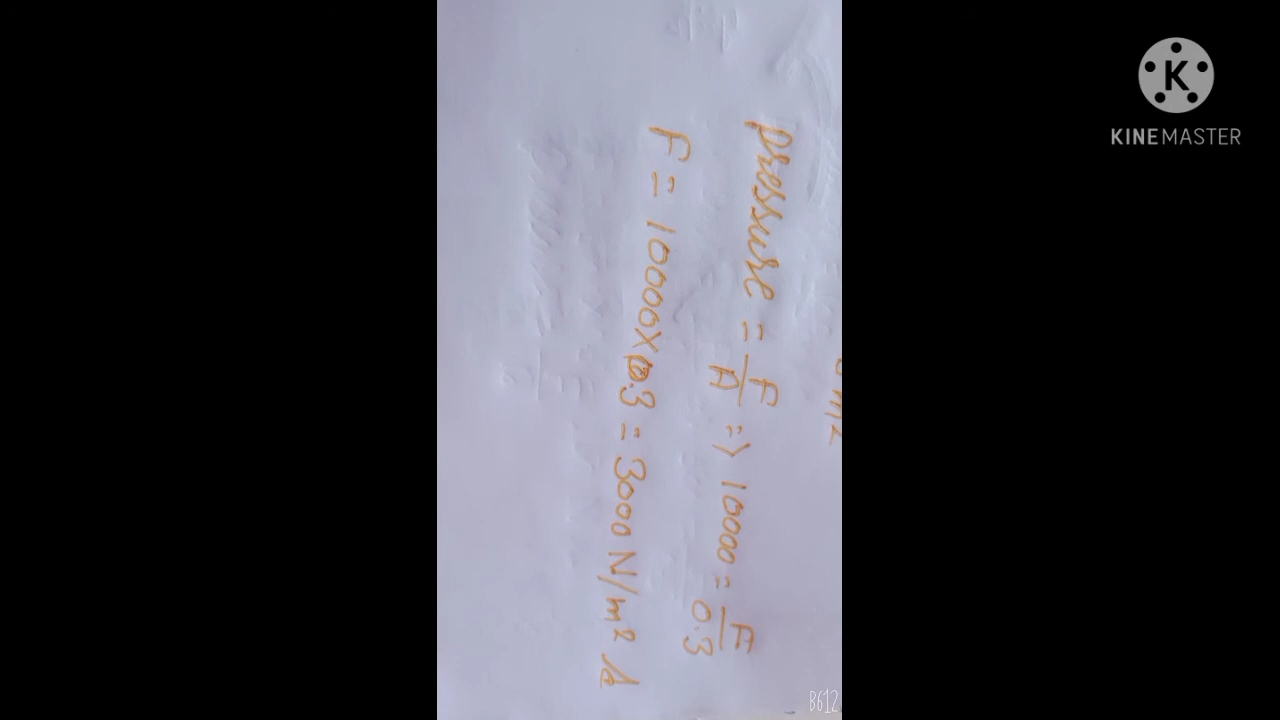 pressure = F/A => 10000 = F/0.3
F = 10000 x 0.3 = 3000 N/m²
K
KINEMASTER
B612